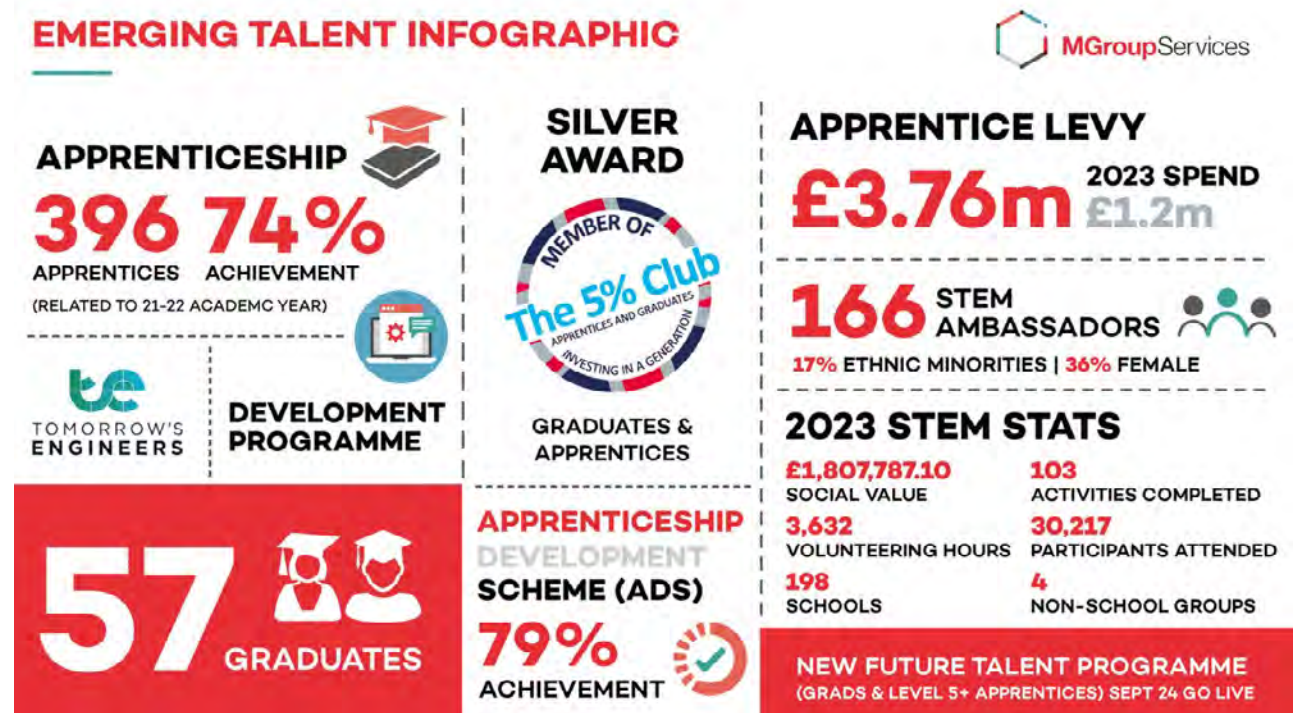 EMERGING TALENT INFOGRAPHIC
MGroupServices
APPRENTICESHIP
396 74%
APPRENTICES ACHIEVEMENT
(RELATED TO 21-22 ACADEMC YEAR)
TOMORROW'S
ENGINEERS
DEVELOPMENT
PROGRAMME
57
GRADUATES
SILVER
AWARD
MEMBER OF
The 5% Club
APPRENTICES AND GRADUATES
INVESTING IN A GENERATION
GRADUATES &
APPRENTICES
APPRENTICESHIP
DEVELOPMENT
SCHEME (ADS)
79%
ACHIEVEMENT
APPRENTICE LEVY
£3.76m
2023 SPEND
£1.2m
166
STEM
AMBASSADORS
17% ETHNIC MINORITIES | 36% FEMALE
2023 STEM STATS
£1,807,787.10
SOCIAL VALUE
103
ACTIVITIES COMPLETED
3,632
VOLUNTEERING HOURS
30,217
PARTICIPANTS ATTENDED
198
SCHOOLS
4
NON-SCHOOL GROUPS
NEW FUTURE TALENT PROGRAMME
(GRADS & LEVEL 5+ APPRENTICES) SEPT 24 GO LIVE